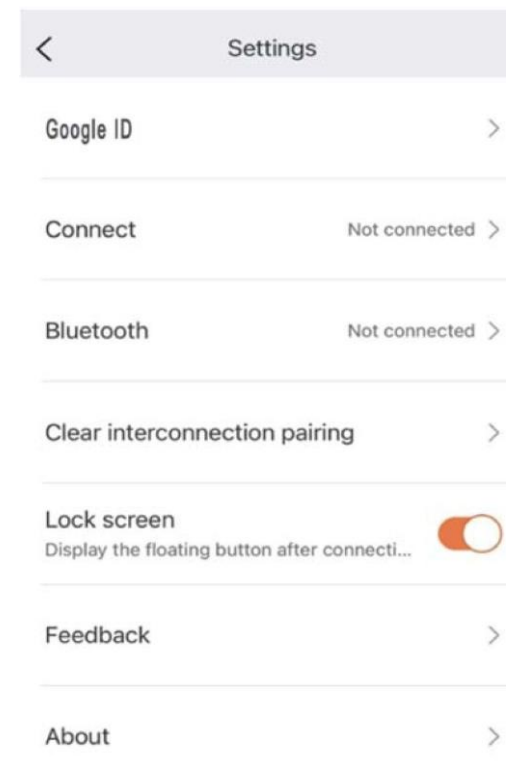 Settings
Google ID
Connect
Not connected
Bluetooth
Not connected
Clear interconnection pairing
Lock screen
Display the floating button after connecti...
Feedback
About